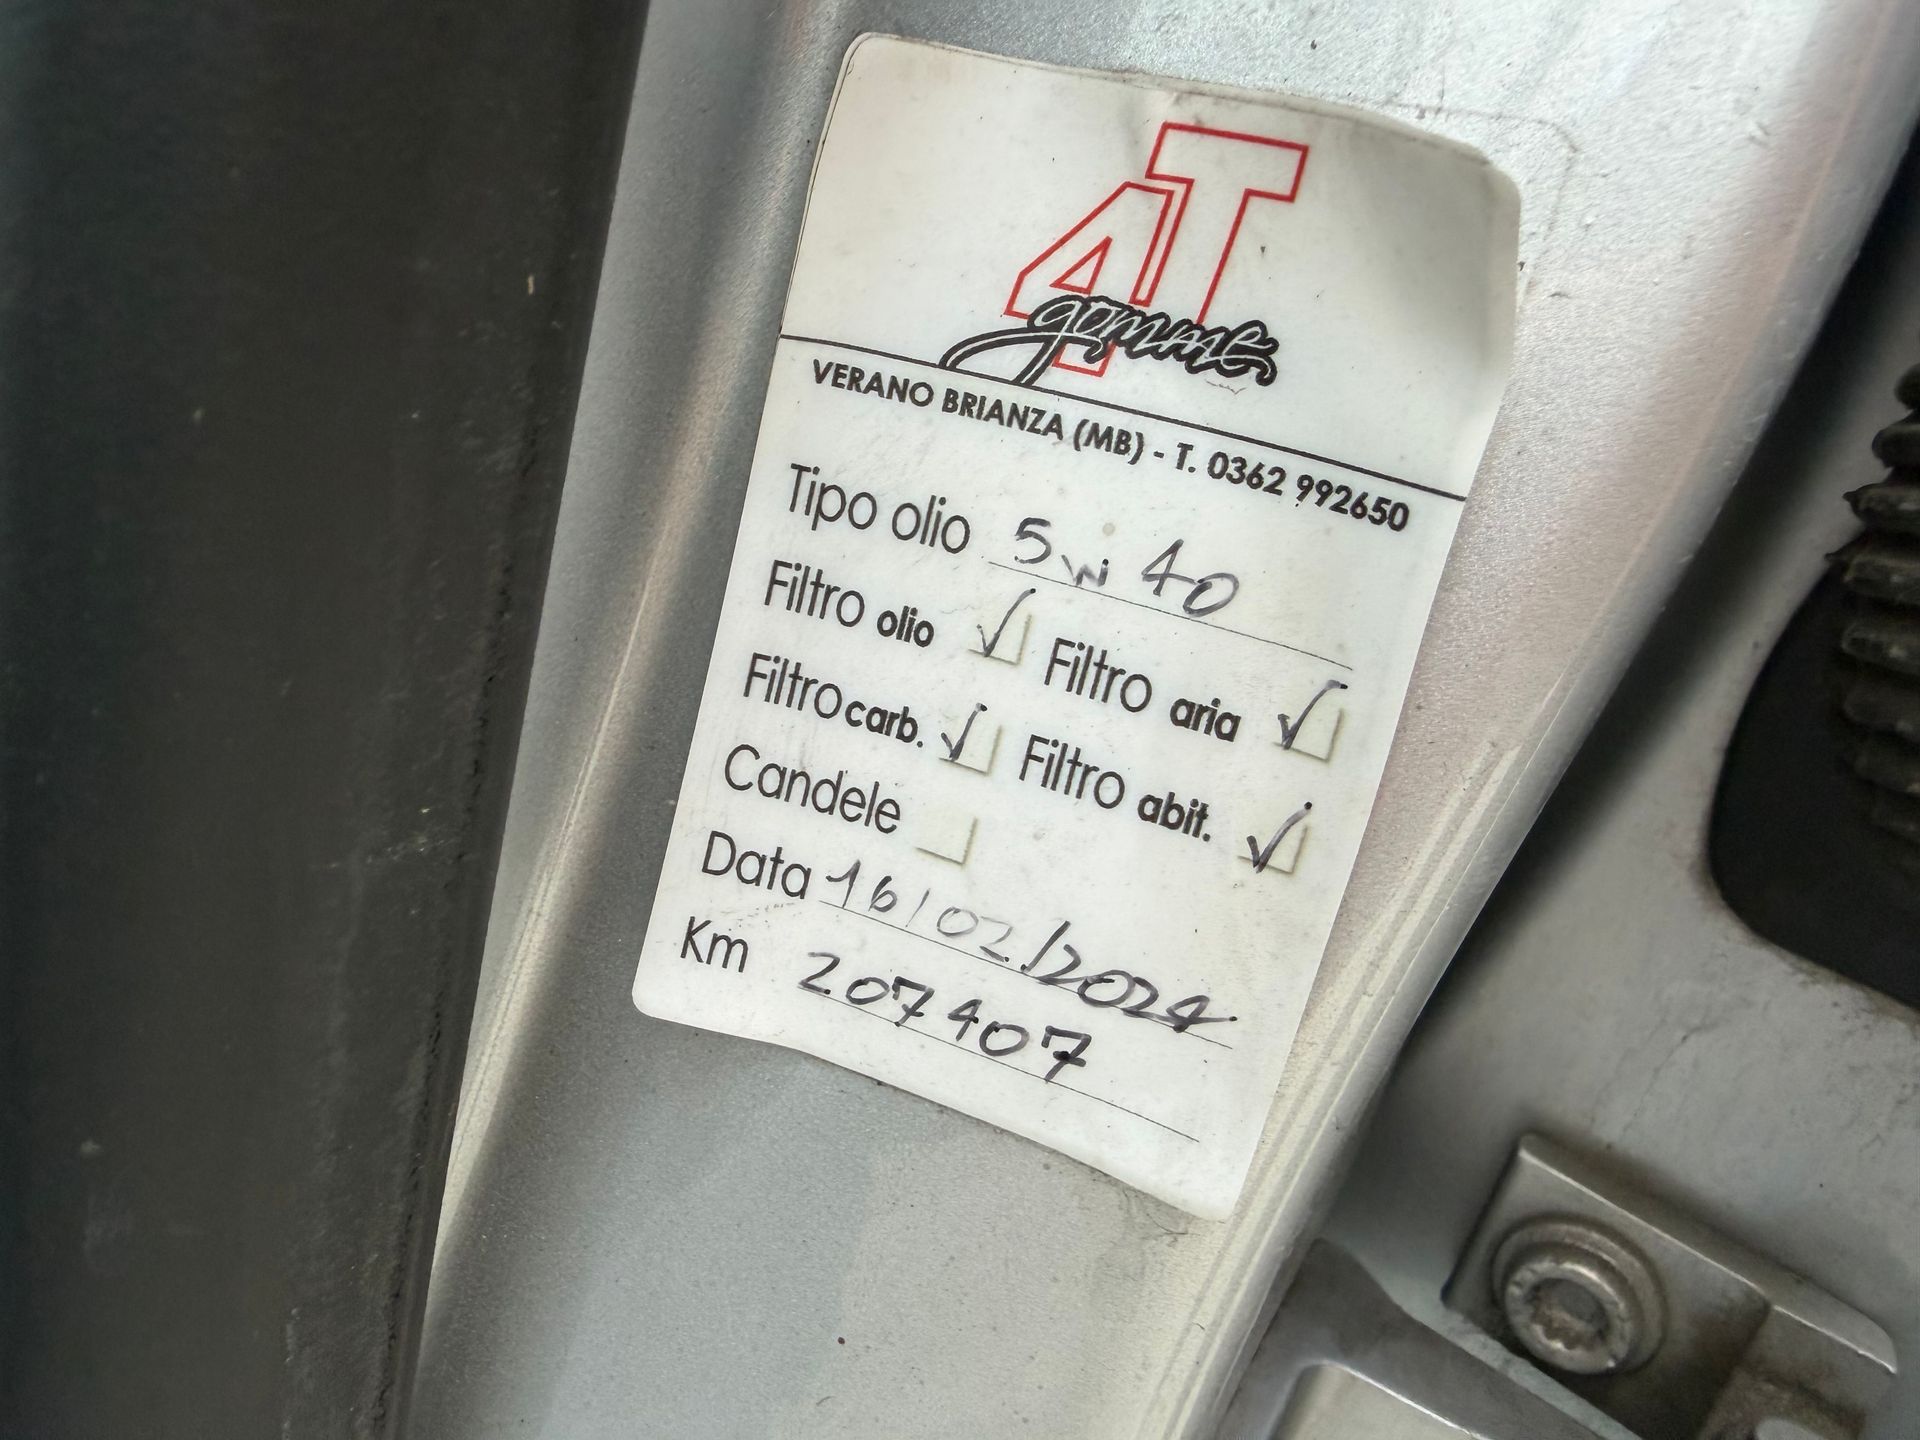 4T
gomme
VERANO BRIANZA (MB) - T. 0362 992650
Tipo olio 5w40
Filtro olio ✓ Filtro aria ✓
Filtro carb. ✓ Filtro abit. ✓
Candele
Data 16/02/2024
Km 207407